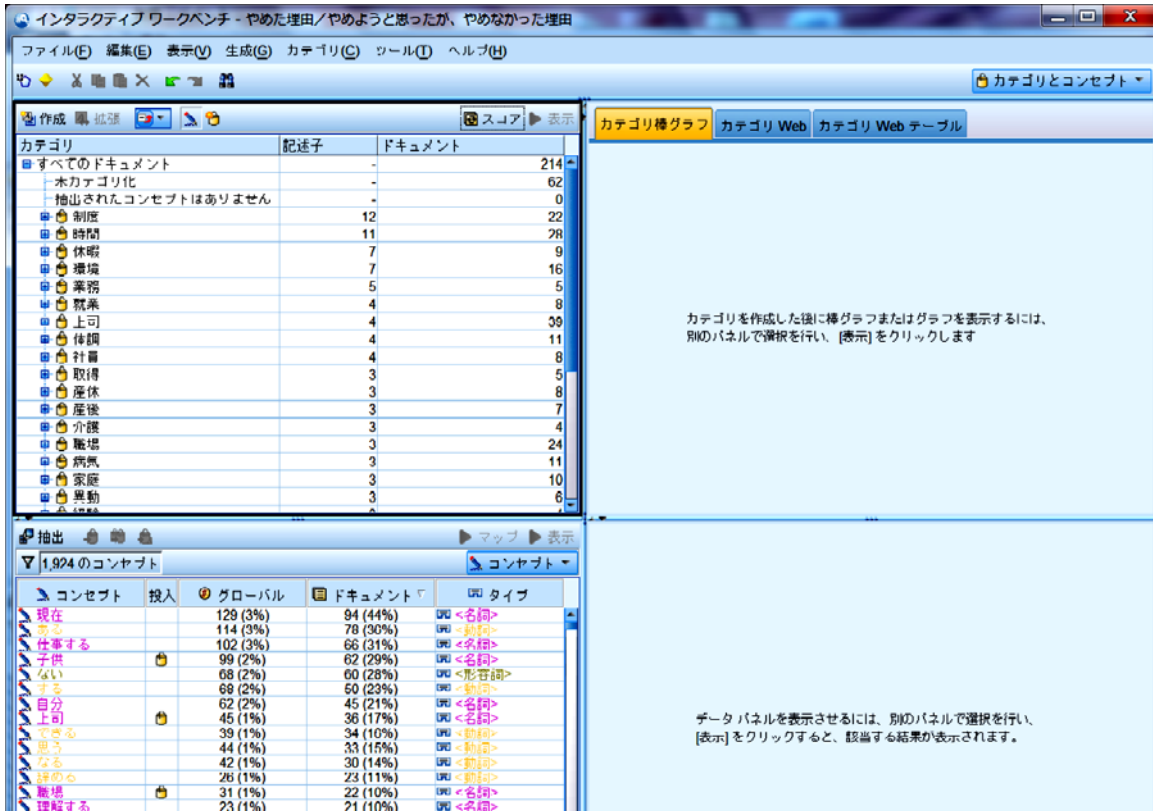 インタラクティブ ワークベンチ - やめた理由／やめようと思ったが、やめなかった理由
ファイル(F) 編集(E) 表示(V) 生成(G) カテゴリ(C) ツール(T) ヘルプ(H)
カテゴリとコンセプト
作成 拡張 スコア 表示
カテゴリ棒グラフ カテゴリ Web カテゴリ Web テーブル
カテゴリ 記述子 ドキュメント
すべてのドキュメント - 214
未カテゴリ化 - 62
抽出されたコンセプトはありません - 0
制度 12 22
時間 11 28
休暇 7 9
環境 7 16
業務 5 5
就業 4 8
上司 4 39
体調 4 11
社員 4 8
取得 3 5
産休 3 8
産後 3 7
介護 3 4
職場 3 24
病気 3 11
家庭 3 10
異動 3 6
カテゴリを作成した後に棒グラフまたはグラフを表示するには、
別のパネルで選択を行い、[表示] をクリックします
抽出 マップ 表示
1,924 のコンセプト コンセプト
コンセプト 投入 グローバル ドキュメント タイプ
現在 129 (3%) 94 (44%) <名詞>
ある 114 (3%) 78 (36%) <動詞>
仕事する 102 (3%) 66 (31%) <名詞>
子供 99 (2%) 62 (29%) <名詞>
ない 68 (2%) 60 (28%) <形容詞>
する 68 (2%) 50 (23%) <動詞>
自分 62 (2%) 45 (21%) <名詞>
上司 45 (1%) 36 (17%) <名詞>
できる 39 (1%) 34 (16%) <動詞>
思う 44 (1%) 33 (15%) <動詞>
なる 42 (1%) 30 (14%) <動詞>
辞める 26 (1%) 23 (11%) <動詞>
職場 31 (1%) 22 (10%) <名詞>
理解する 23 (1%) 21 (10%) <名詞>
データ パネルを表示させるには、別のパネルで選択を行い、
[表示] をクリックすると、該当する結果が表示されます。